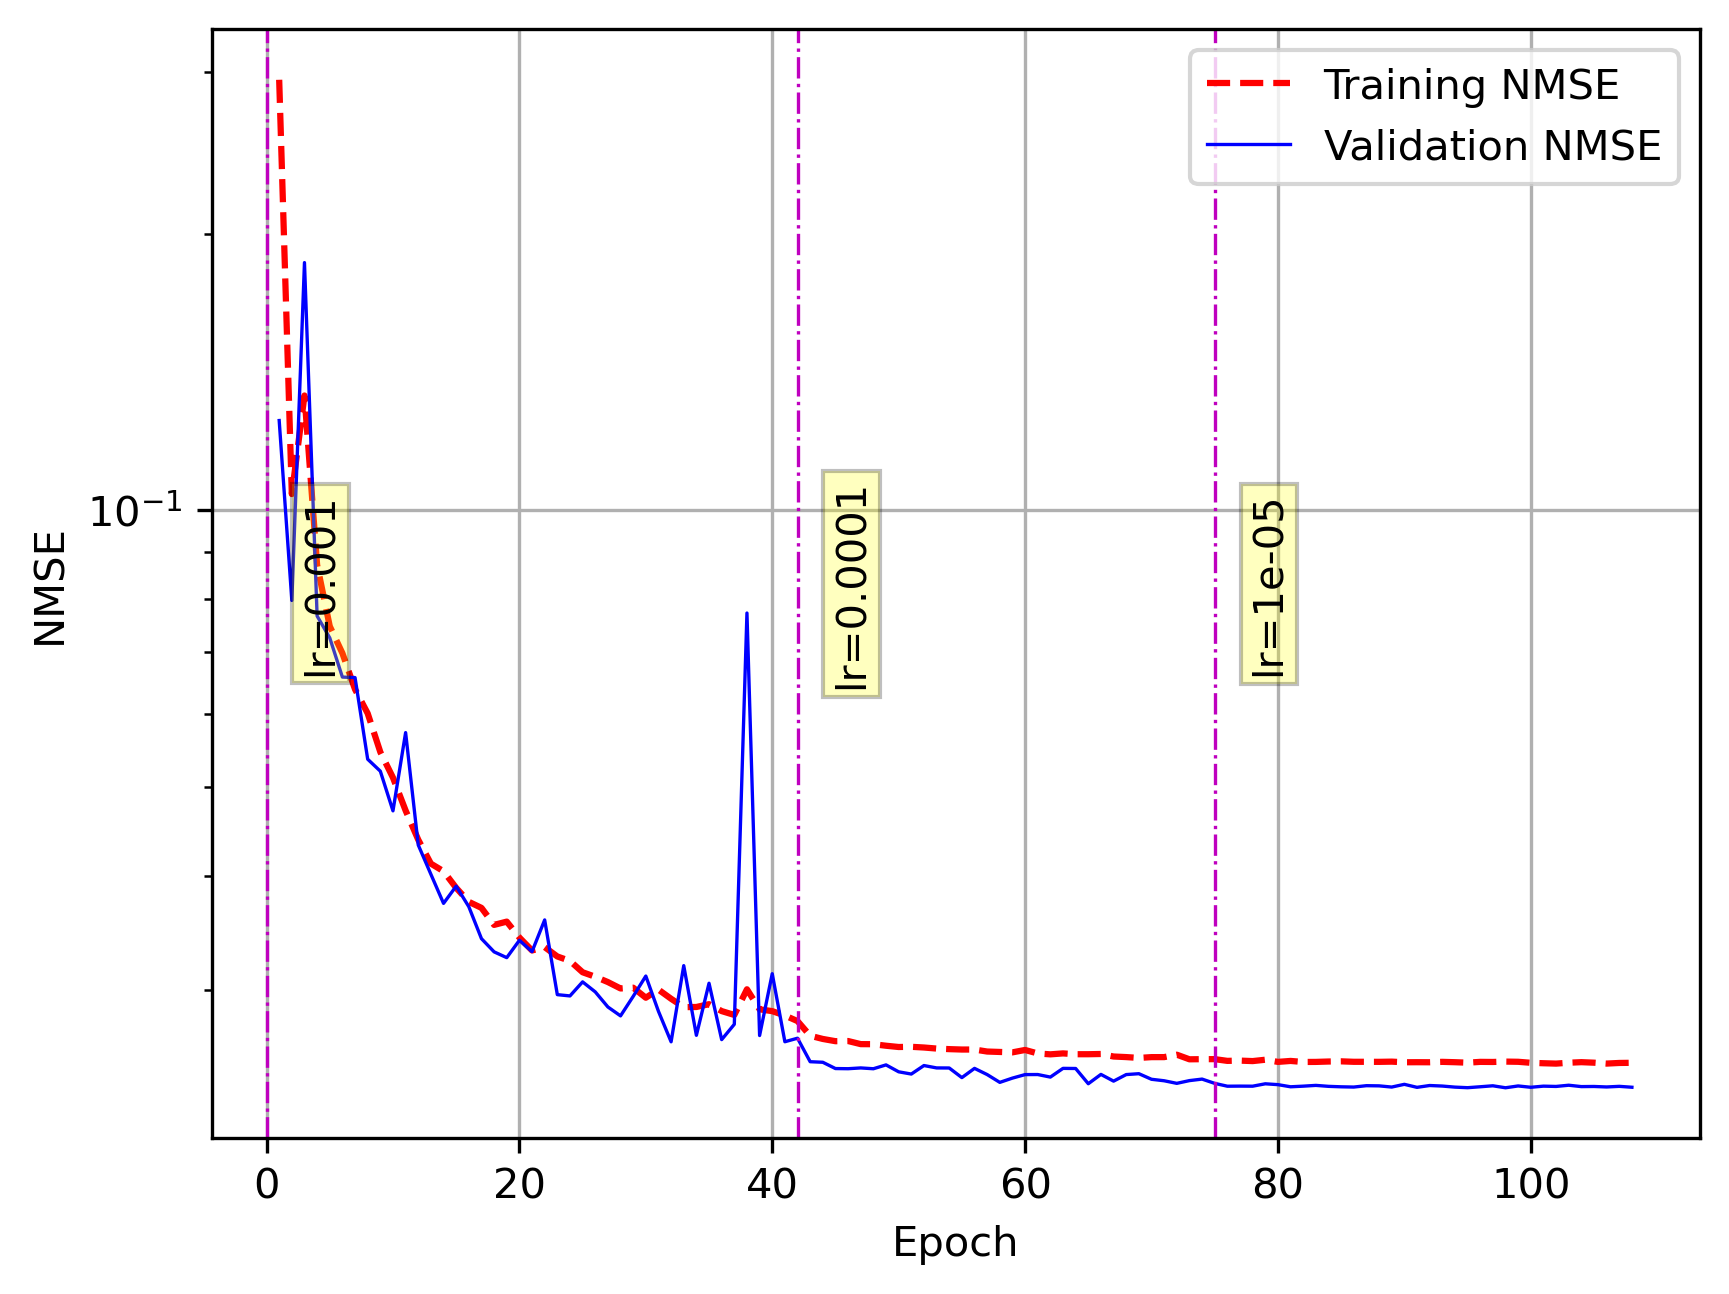 Training NMSE
Validation NMSE
NMSE
10⁻¹
lr=0.001
lr=0.0001
lr=1e-05
0 20 40 60 80 100
Epoch